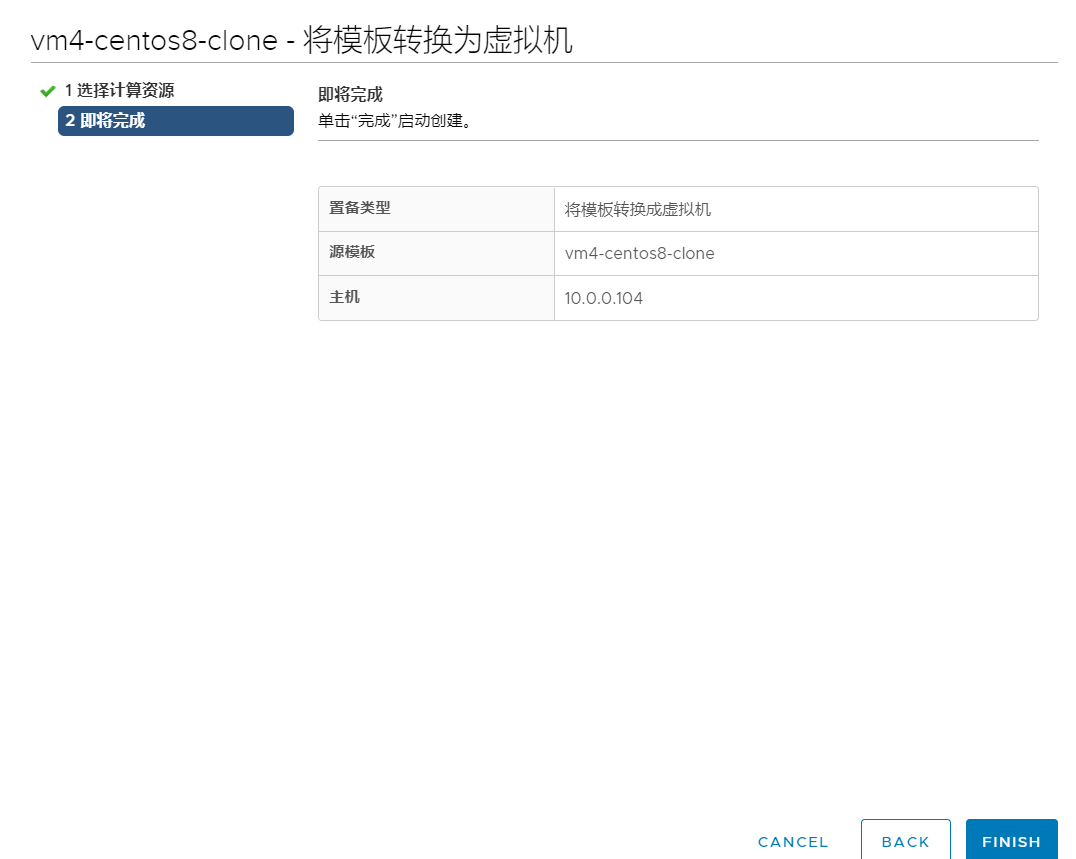 vm4-centos8-clone - 将模板转换为虚拟机
1 选择计算资源
2 即将完成
即将完成
单击“完成”启动创建。
置备类型 将模板转换成虚拟机
源模板 vm4-centos8-clone
主机 10.0.0.104
CANCEL BACK FINISH